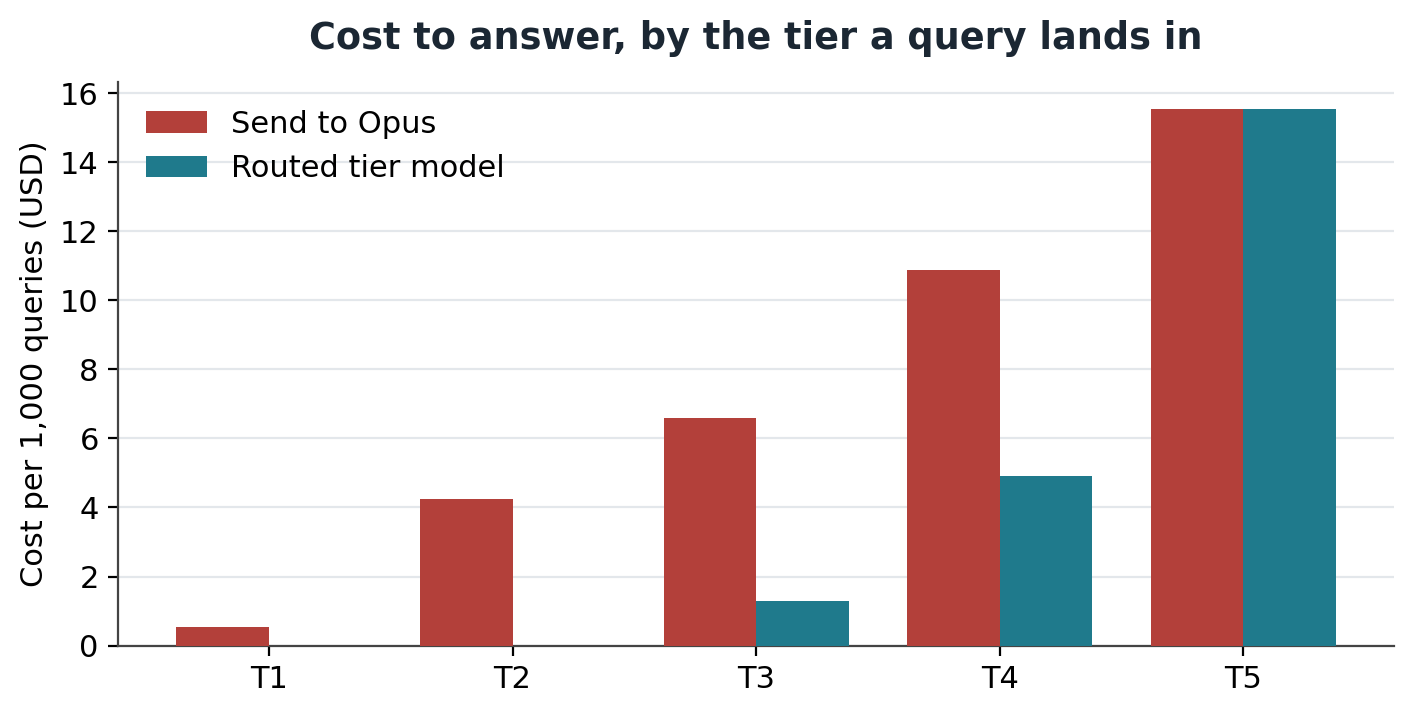 Cost to answer, by the tier a query lands in
Send to Opus
Routed tier model
Cost per 1,000 queries (USD)
16
14
12
10
8
6
4
2
0
T1 T2 T3 T4 T5